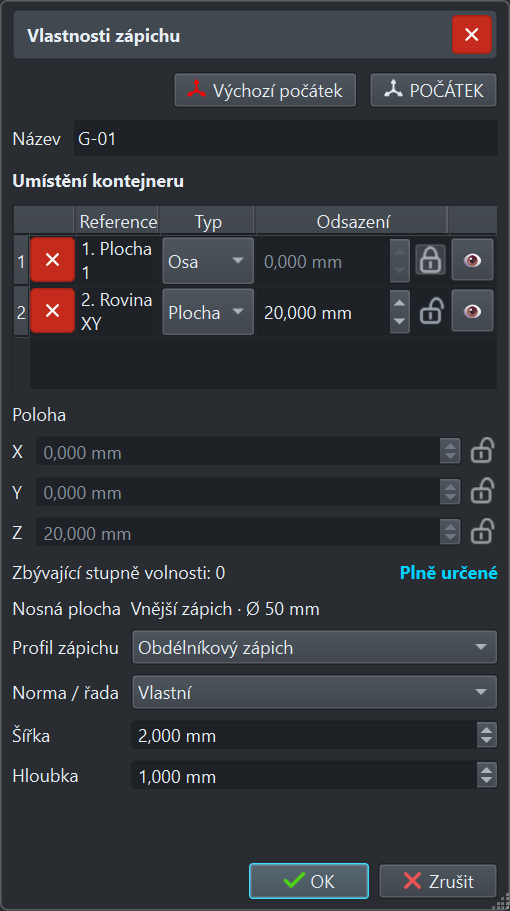 Vlastnosti zápichu
Výchozí počátek
POČÁTEK
Název G-01
Umístění kontejneru
Reference Typ Odsazení
1 1. Plocha 1 Osa 0,000 mm
2 2. Rovina XY Plocha 20,000 mm
Poloha
X 0,000 mm
Y 0,000 mm
Z 20,000 mm
Zbývající stupně volnosti: 0 Plně určené
Nosná plocha Vnější zápich · Ø 50 mm
Profil zápichu Obdélníkový zápich
Norma / řada Vlastní
Šířka 2,000 mm
Hloubka 1,000 mm
OK Zrušit